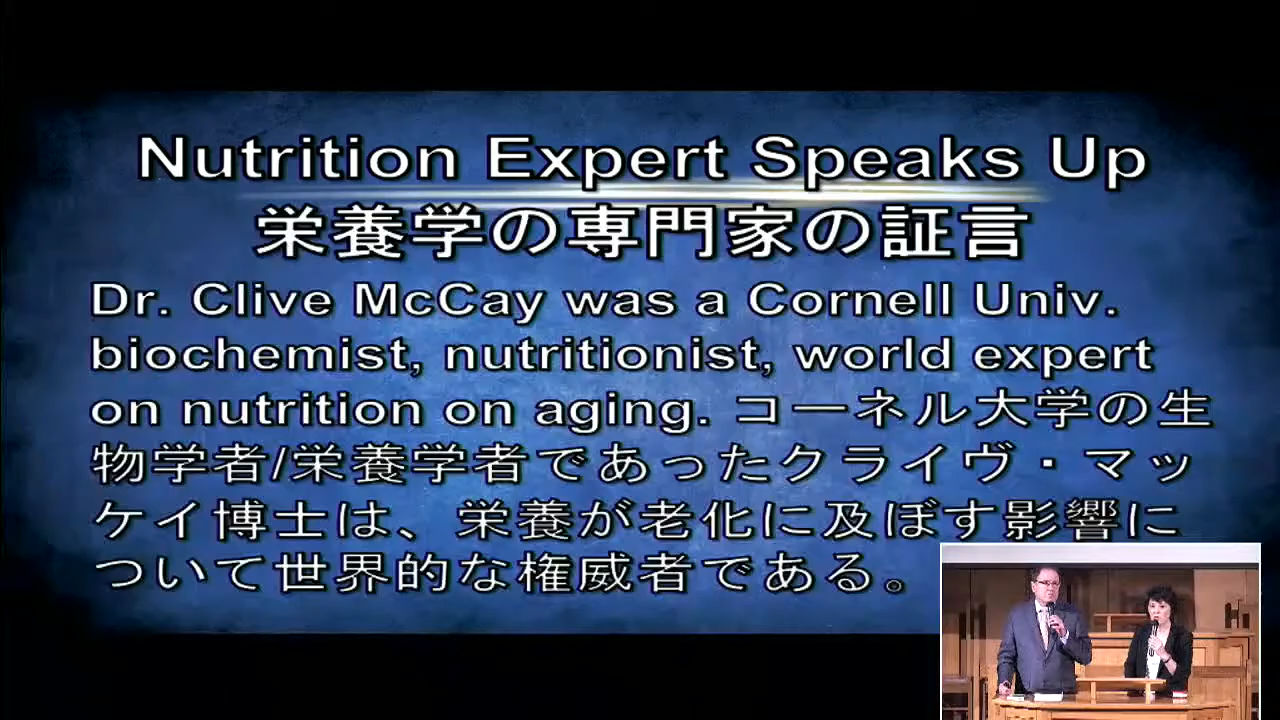 Nutrition Expert Speaks Up
栄養学の専門家の証言
Dr. Clive McCay was a Cornell Univ.
biochemist, nutritionist, world expert
on nutrition on aging. コーネル大学の生
物学者/栄養学者であったクライヴ・マッ
ケイ博士は、栄養が老化に及ぼす影響に
ついて世界的な権威者である。